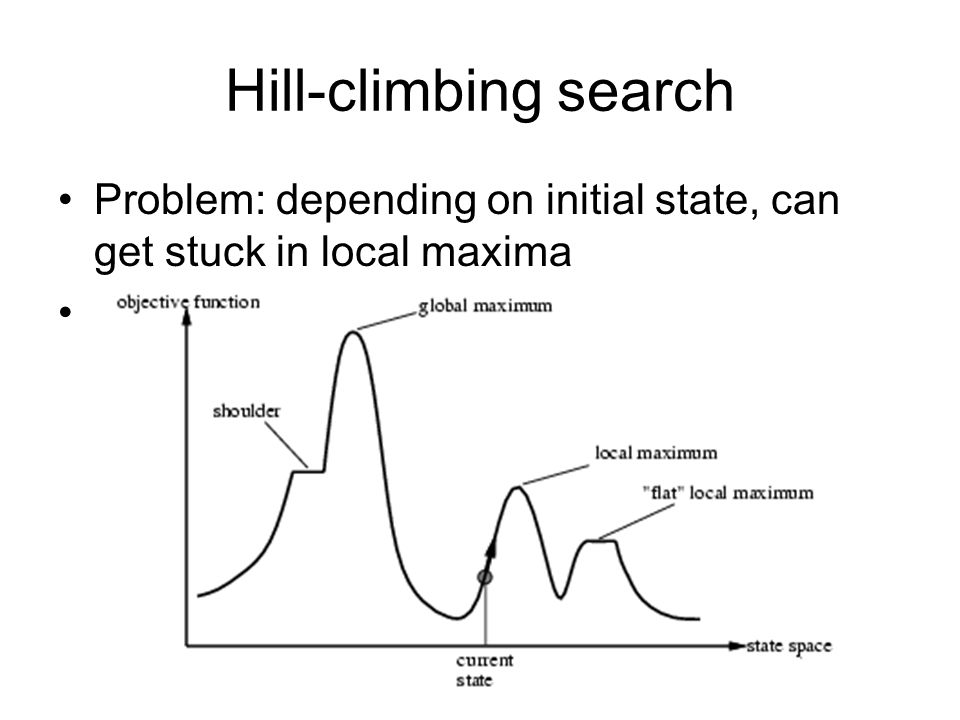 Hill-climbing search
• Problem: depending on initial state, can
get stuck in local maxima
•
objective function
global maximum
shoulder
local maximum
"flat" local maximum
state space
current
state